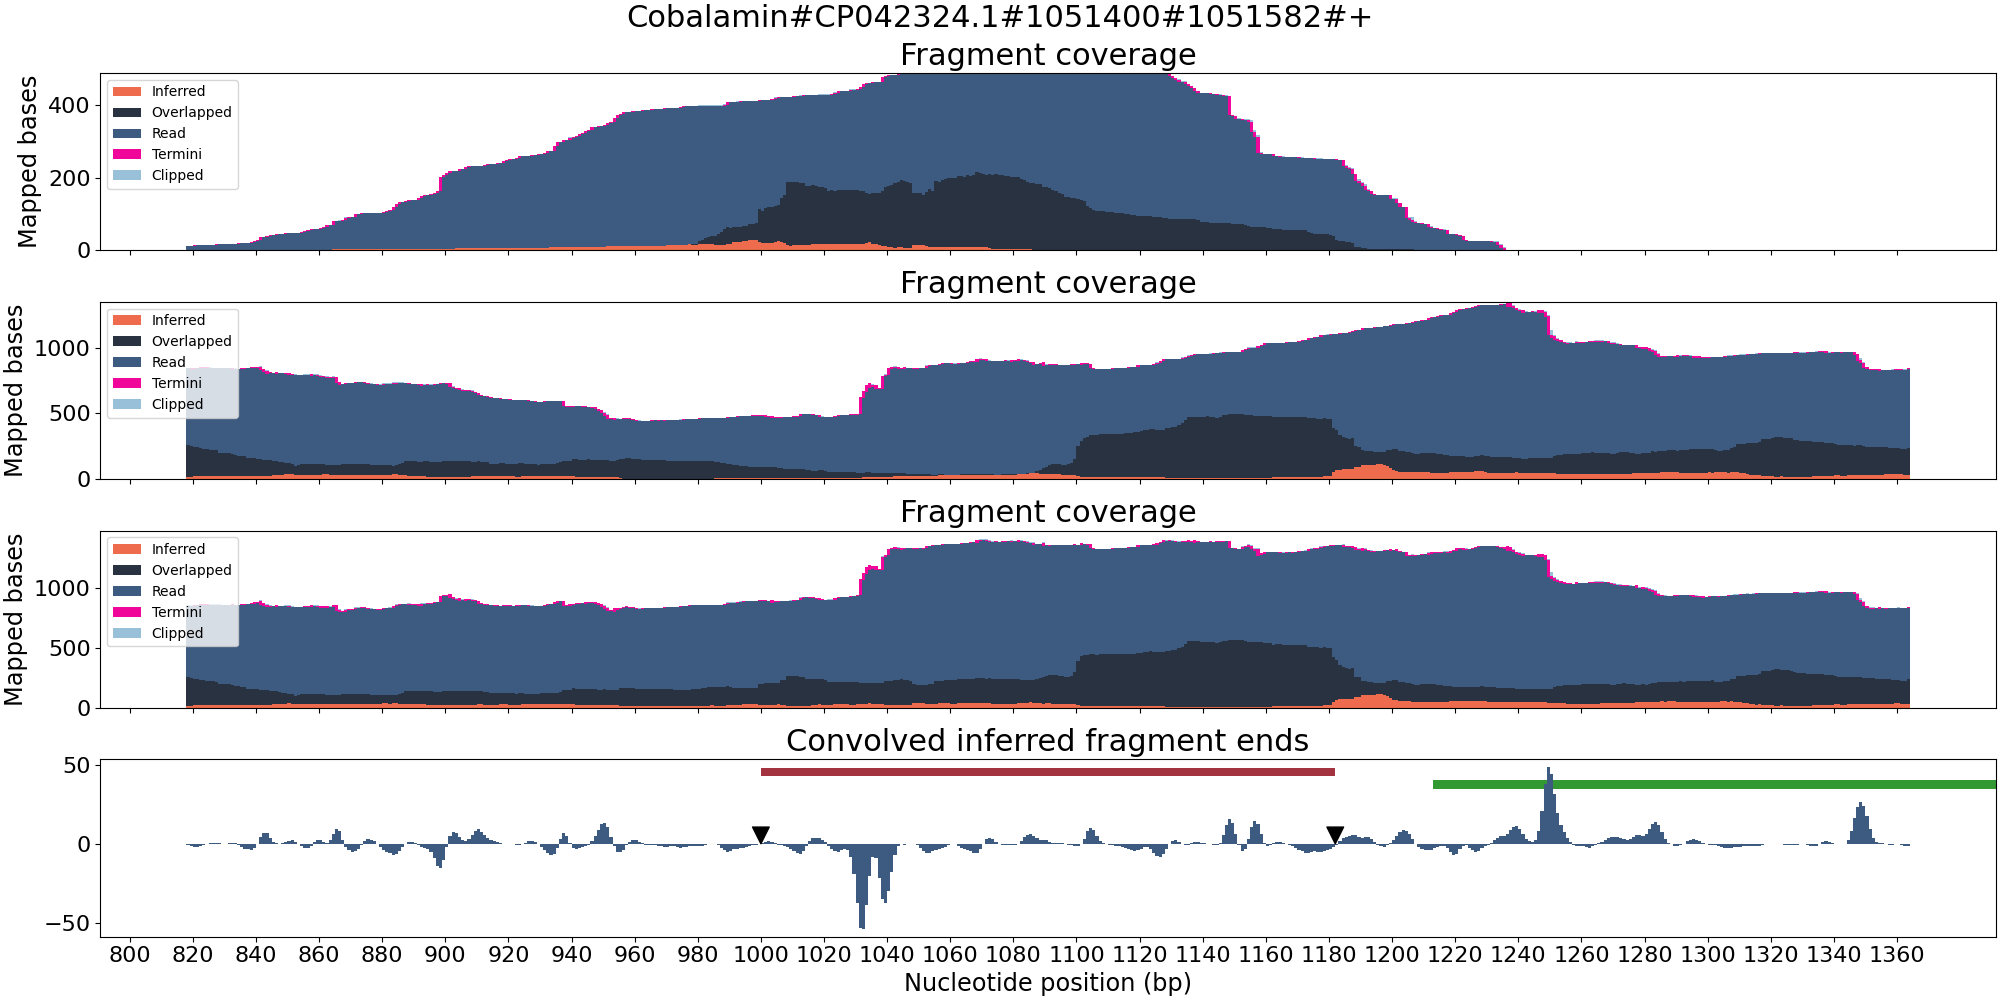 Cobalamin#CP042324.1#1051400#1051582#+
Fragment coverage
Mapped bases
400
200
0
Inferred
Overlapped
Read
Termini
Clipped
Fragment coverage
Mapped bases
1000
500
0
Inferred
Overlapped
Read
Termini
Clipped
Fragment coverage
Mapped bases
1000
500
0
Inferred
Overlapped
Read
Termini
Clipped
Convolved inferred fragment ends
50
0
−50
800 820 840 860 880 900 920 940 960 980 1000 1020 1040 1060 1080 1100 1120 1140 1160 1180 1200 1220 1240 1260 1280 1300 1320 1340 1360
Nucleotide position (bp)